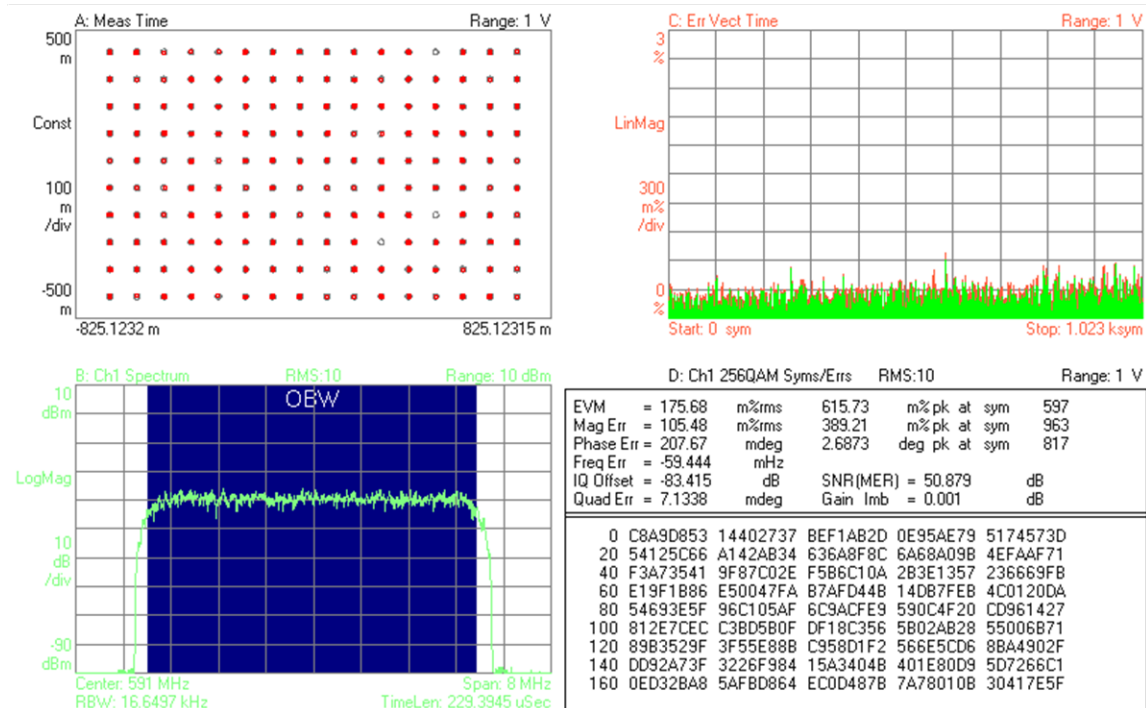 A: Meas Time Range: 1 V
500
m
Const
100
m
/div
-500
m
-825.1232 m 825.12315 m
C: Err Vect Time Range: 1 V
3
%
LinMag
300
m%
/div
0
%
Start: 0 sym Stop: 1.023 ksym
B: Ch1 Spectrum RMS:10 Range: 10 dBm
10
dBm
OBW
LogMag
10
dB
/div
-90
dBm
Center: 591 MHz Span: 8 MHz
RBW: 16.6497 kHz TimeLen: 229.3945 uSec
D: Ch1 256QAM Syms/Errs RMS:10 Range: 1 V
EVM = 175.68 m%rms 615.73 m% pk at sym 597
Mag Err = 105.48 m%rms 389.21 m% pk at sym 963
Phase Err = 207.67 mdeg 2.6873 deg pk at sym 817
Freq Err = -59.444 mHz
IQ Offset = -83.415 dB SNR(MER) = 50.879 dB
Quad Err = 7.1338 mdeg Gain Imb = 0.001 dB
0 C8A9D853 14402737 BEF1AB2D 0E95AE79 5174573D
20 54125C66 A142AB34 636A8F8C 6A68A09B 4EFAAF71
40 F3A73541 9F87C02E F5B6C10A 2B3E1357 236669FB
60 E19F1B86 E50047FA B7AFD44B 14DB7FEB 4C0120DA
80 54693E5F 96C105AF 6C9ACFE9 590C4F20 CD961427
100 812E7CEC C3BD5B0F DF18C356 5B02AB28 55006B71
120 89B3529F 3F55E88B C958D1F2 566E5CD6 8BA4902F
140 DD92A73F 3226F984 15A3404B 401E80D9 5D7266C1
160 0ED32BA8 5AFBD864 EC0D487B 7A78010B 30417E5F